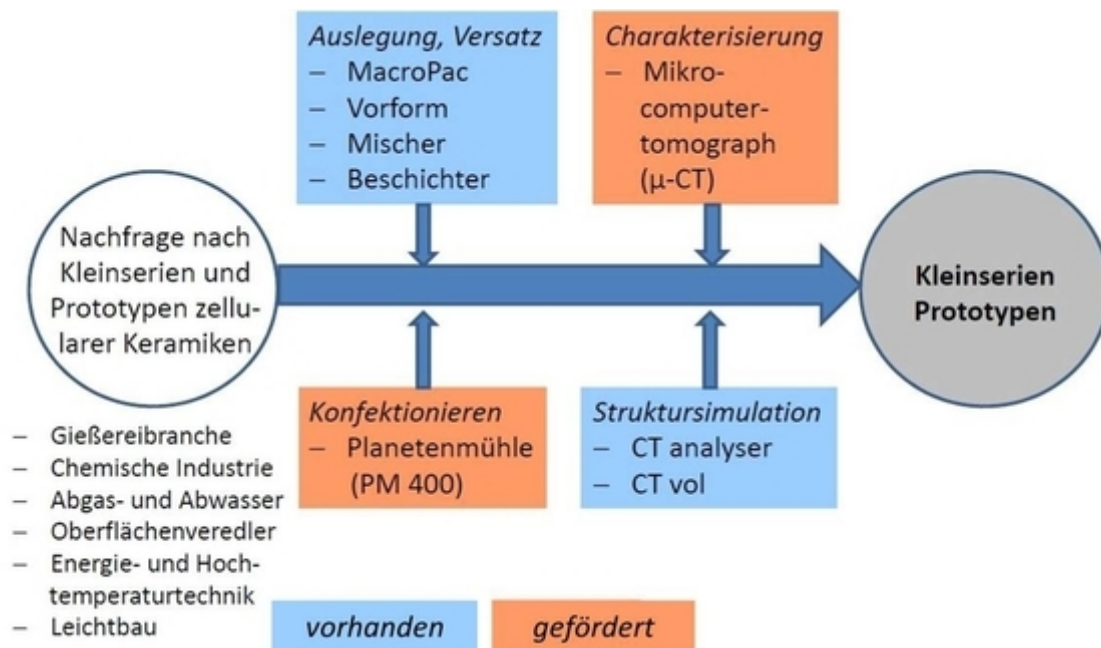 Auslegung, Versatz
– MacroPac
– Vorform
– Mischer
– Beschichter
Charakterisierung
– Mikro-
computer-
tomograph
(µ-CT)
Nachfrage nach
Kleinserien und
Prototypen zellu-
larer Keramiken
Kleinserien
Prototypen
Konfektionieren
– Planetenmühle
(PM 400)
Struktursimulation
– CT analyser
– CT vol
– Gießereibranche
– Chemische Industrie
– Abgas- und Abwasser
– Oberflächenveredler
– Energie- und Hoch-
temperaturtechnik
– Leichtbau
vorhanden
gefördert